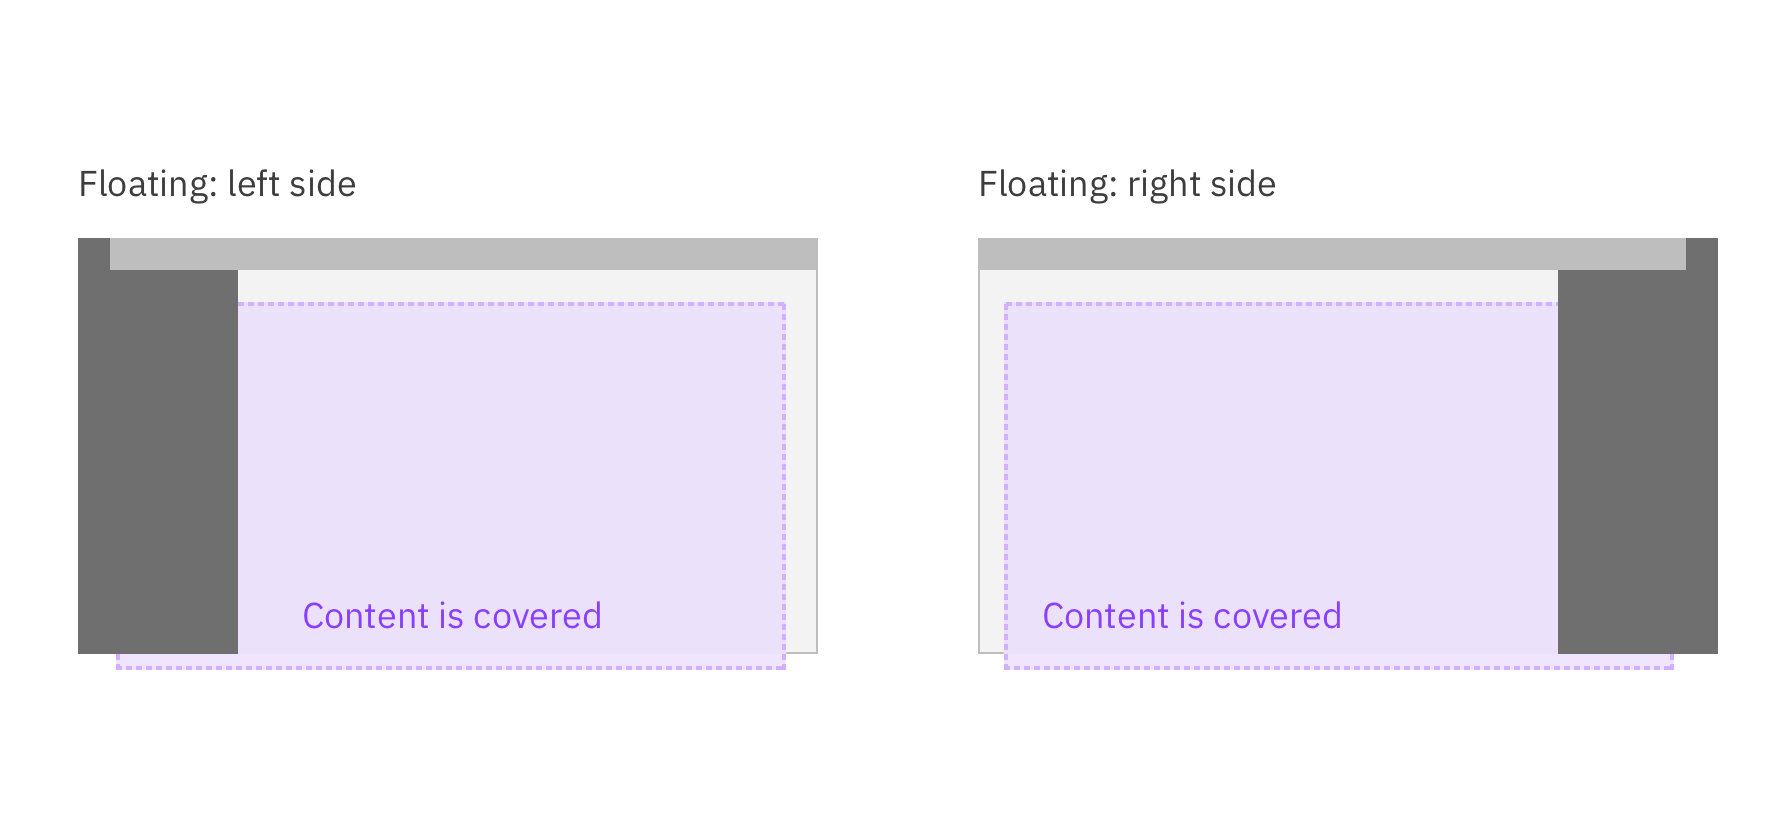 Floating: left side
Floating: right side
Content is covered
Content is covered